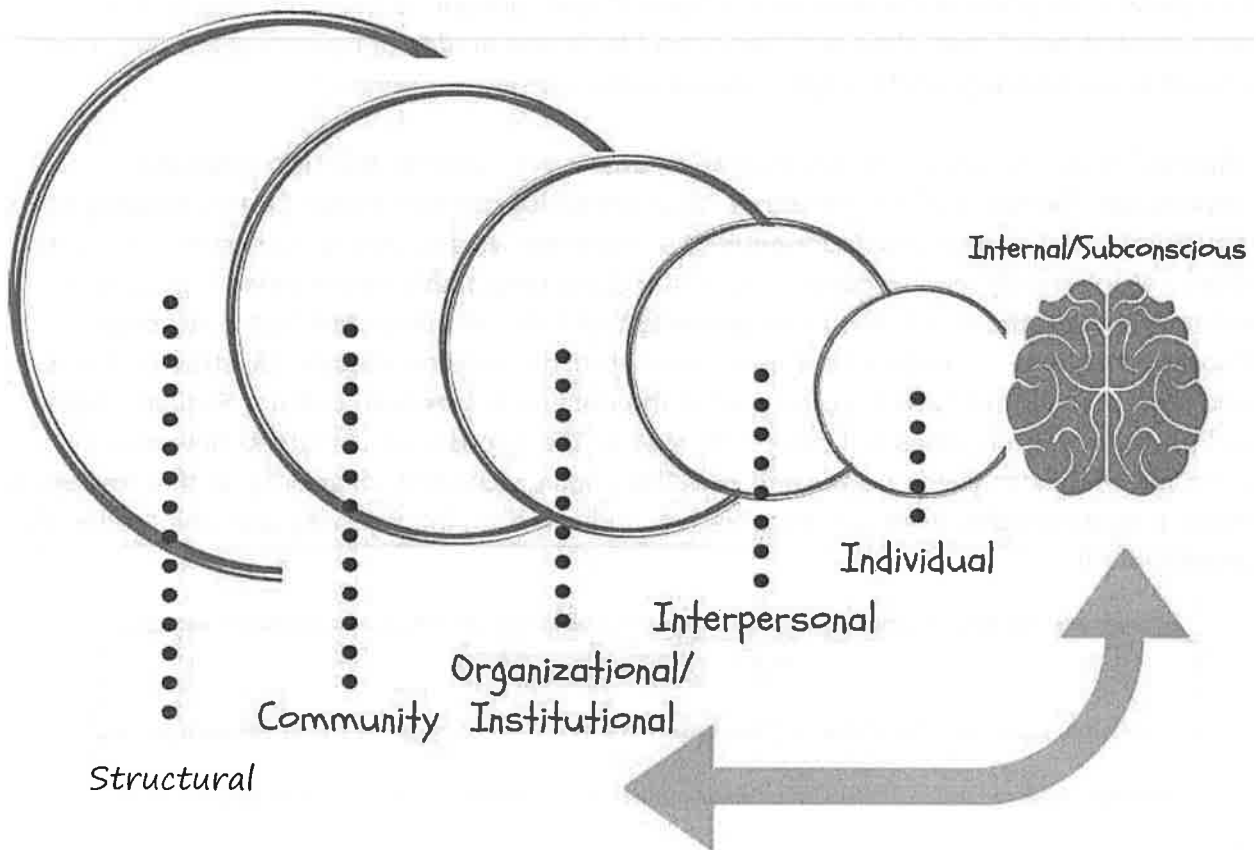 Internal/Subconscious
Individual
Interpersonal
Organizational/
Community Institutional
Structural